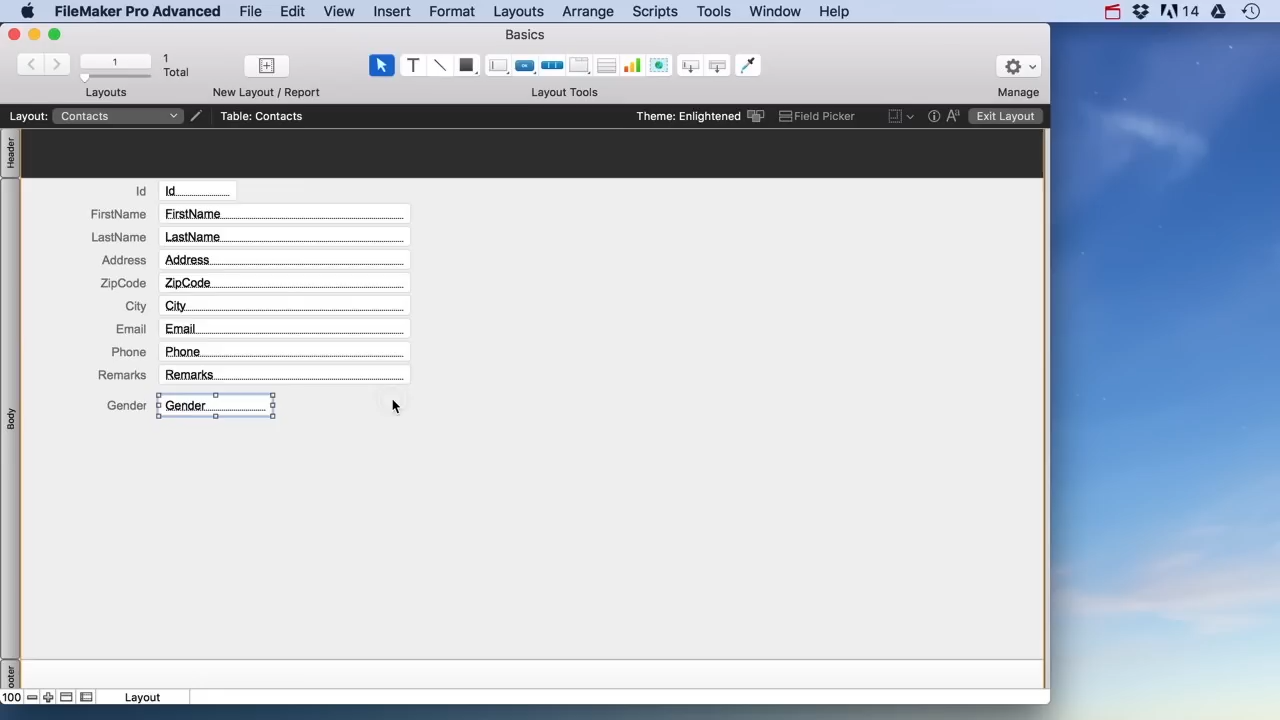 FileMaker Pro Advanced File Edit View Insert Format Layouts Arrange Scripts Tools Window Help 14
Basics
1 1 Total
Layouts New Layout / Report Layout Tools Manage
Layout: Contacts Table: Contacts Theme: Enlightened Field Picker Aa Exit Layout
Header
Id Id
FirstName FirstName
LastName LastName
Address Address
ZipCode ZipCode
City City
Email Email
Phone Phone
Remarks Remarks
Gender Gender
Body
ooter
100 Layout